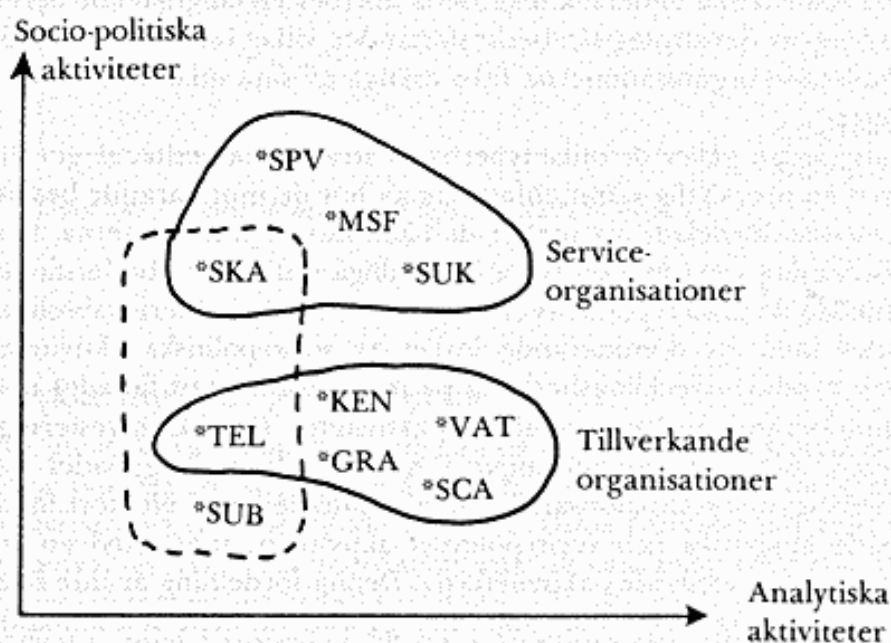 Socio-politiska
aktiviteter
*SPV
*MSF
*SKA
*SUK
Service-
organisationer
*KEN
*TEL
*VAT
*GRA
*SCA
Tillverkande
organisationer
*SUB
Analytiska
aktiviteter